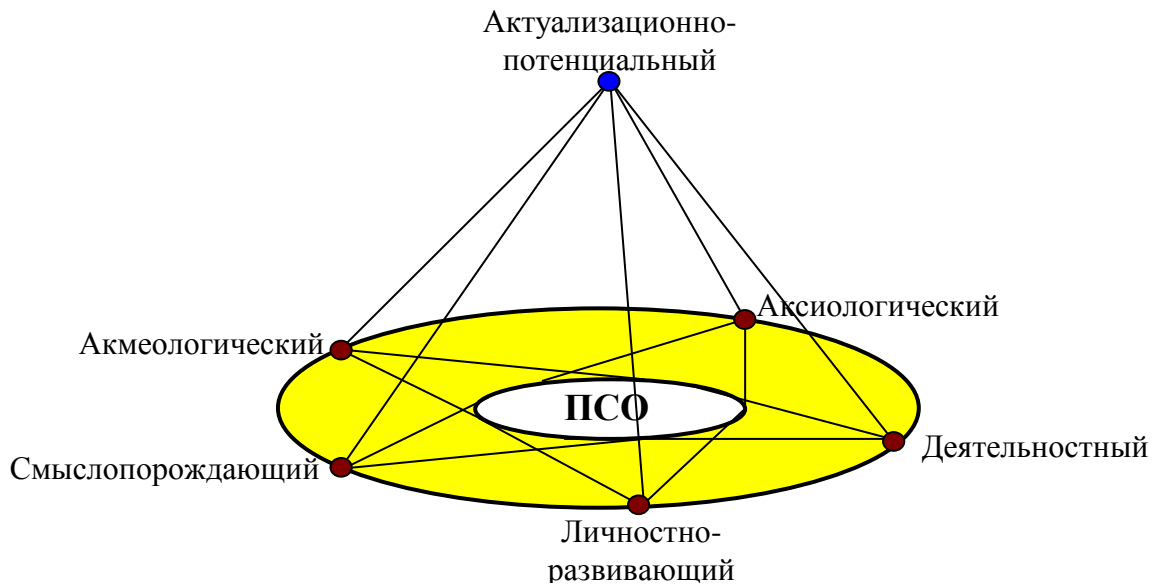 Актуализационно-
потенциальный
Аксиологический
Акмеологический
ПСО
Деятельностный
Смыслопорождающий
Личностно-
развивающий